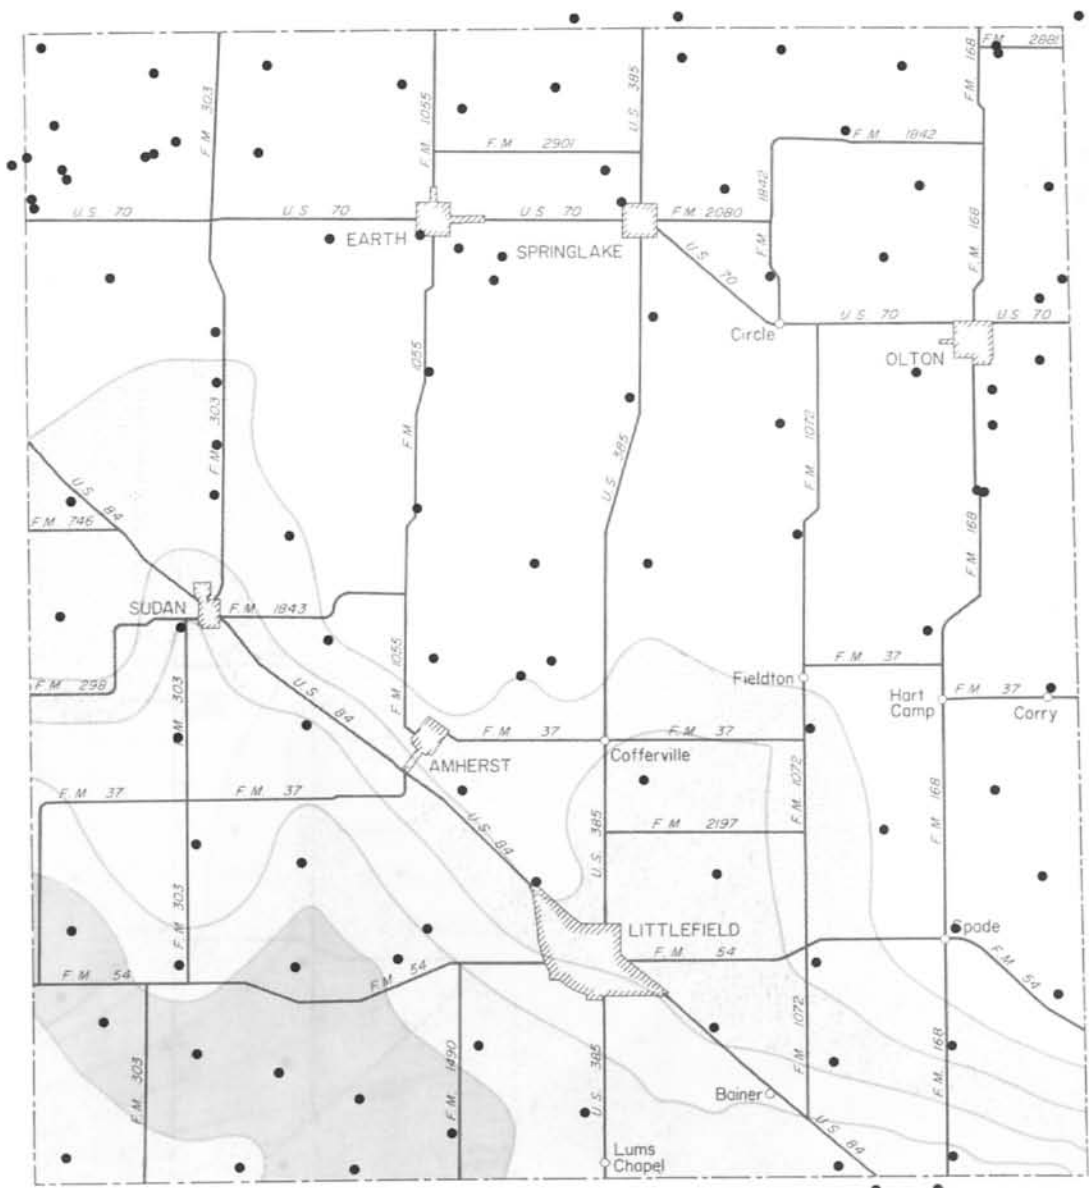 F. M. 303
F. M. 1055
U. S. 385
F. M. 168
F M 2881
F. M. 2901
F. M. 1842
1842
F. M.
U. S. 70
U. S. 70
U. S. 70
F. M. 2080
EARTH
SPRINGLAKE
F. M. 168
U. S. 70
Circle
U. S. 70
U. S. 70
OLTON
F. M. 303
F. M. 1055
U. S. 385
F. M. 1072
U. S. 84
F. M. 746
F. M. 168
SUDAN
F. M. 1843
F. M. 298
F. M. 303
U. S. 84
F. M. 1055
F. M. 37
Fieldton
Hart
Camp
F. M. 37
Corry
AMHERST
F. M. 37
Cofferville
F. M. 37
F. M. 37
F. M. 37
U. S. 84
U. S. 385
F. M. 2197
F. M. 1072
F. M. 168
F. M. 303
LITTLEFIELD
Spade
F. M. 54
F. M. 54
F. M. 54
F. M. 54
F. M. 303
F. M. 1490
U. S. 385
F. M. 1072
F. M. 168
Bainer
U. S. 84
Lums
Chapel